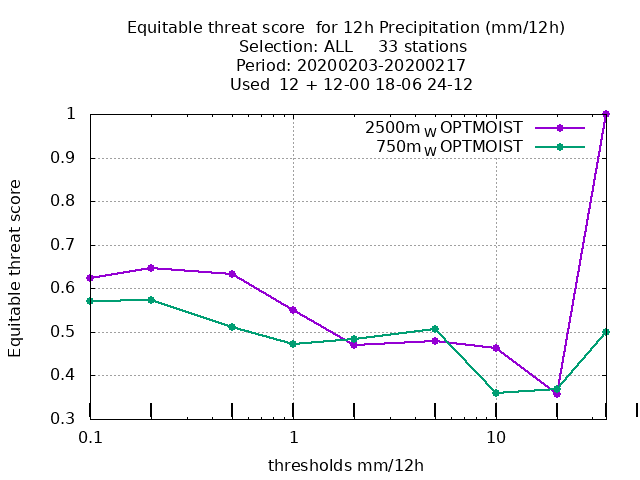 Equitable threat score  for 12h Precipitation (mm/12h)
Selection: ALL     33 stations
Period: 20200203-20200217
Used  12 + 12-00 18-06 24-12
2500m_W OPTMOIST
750m_W OPTMOIST
1
0.9
0.8
0.7
0.6
0.5
0.4
0.3
Equitable threat score
0.1 1 10
thresholds mm/12h